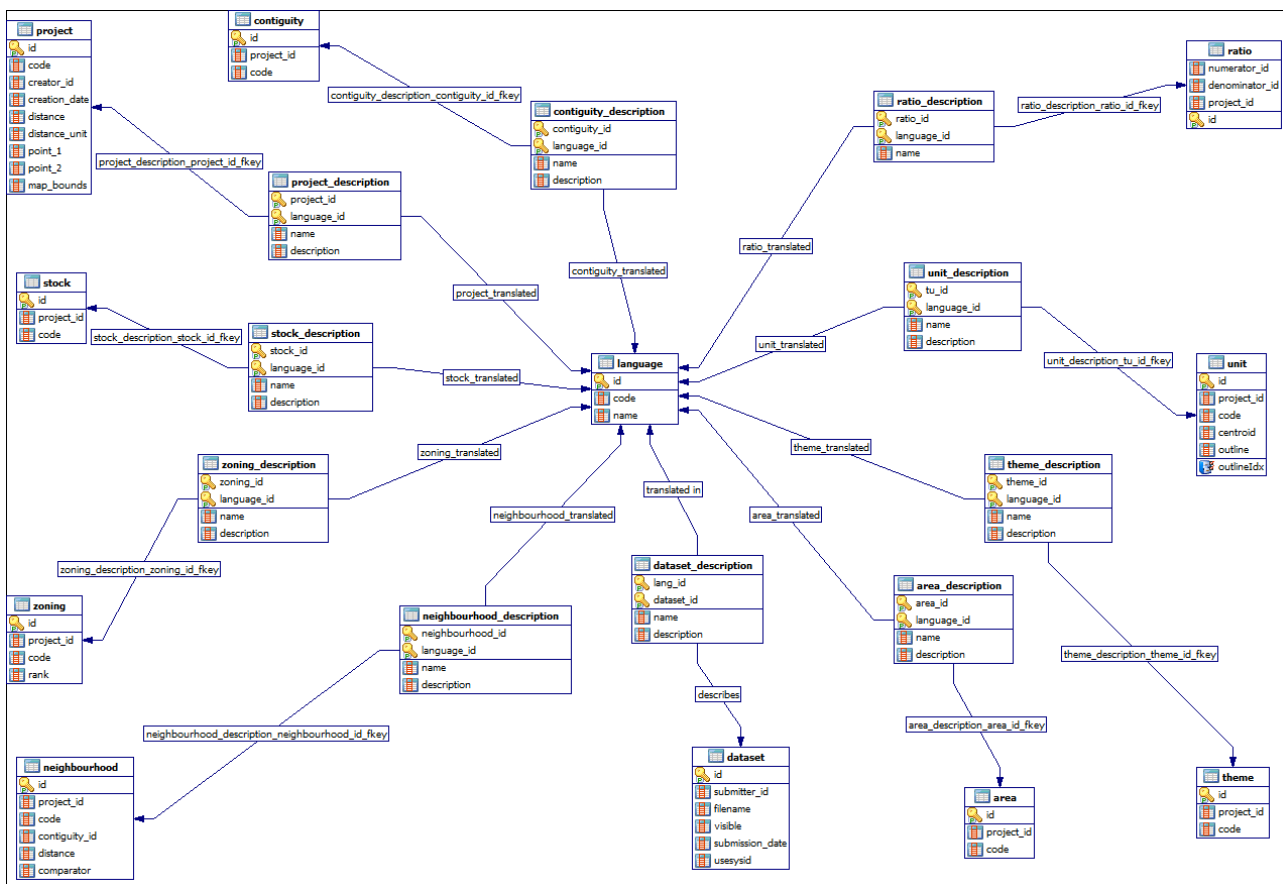 project
id
code
creator_id
creation_date
distance
distance_unit
point_1
point_2
map_bounds
contiguity
id
project_id
code
contiguity_description_contiguity_id_fkey
contiguity_description
contiguity_id
language_id
name
description
ratio_description
ratio_id
language_id
name
ratio_description_ratio_id_fkey
ratio
numerator_id
denominator_id
project_id
id
project_description_project_id_fkey
project_description
project_id
language_id
name
description
contiguity_translated
ratio_translated
project_translated
stock
id
project_id
code
stock_description_stock_id_fkey
stock_description
stock_id
language_id
name
description
stock_translated
unit_description
tu_id
language_id
name
description
unit_translated
unit_description_tu_id_fkey
unit
id
project_id
code
centroid
outline
outlineIdx
language
id
code
name
zoning_translated
zoning_description
zoning_id
language_id
name
description
zoning_description_zoning_id_fkey
zoning
id
project_id
code
rank
neighbourhood_translated
translated in
area_translated
theme_translated
theme_description
theme_id
language_id
name
description
neighbourhood_description
neighbourhood_id
language_id
name
description
dataset_description
lang_id
dataset_id
name
description
area_description
area_id
language_id
name
description
theme_description_theme_id_fkey
neighbourhood_description_neighbourhood_id_fkey
describes
area_description_area_id_fkey
neighbourhood
id
project_id
code
contiguity_id
distance
comparator
dataset
id
submitter_id
filename
visible
submission_date
usesysid
area
id
project_id
code
theme
id
project_id
code